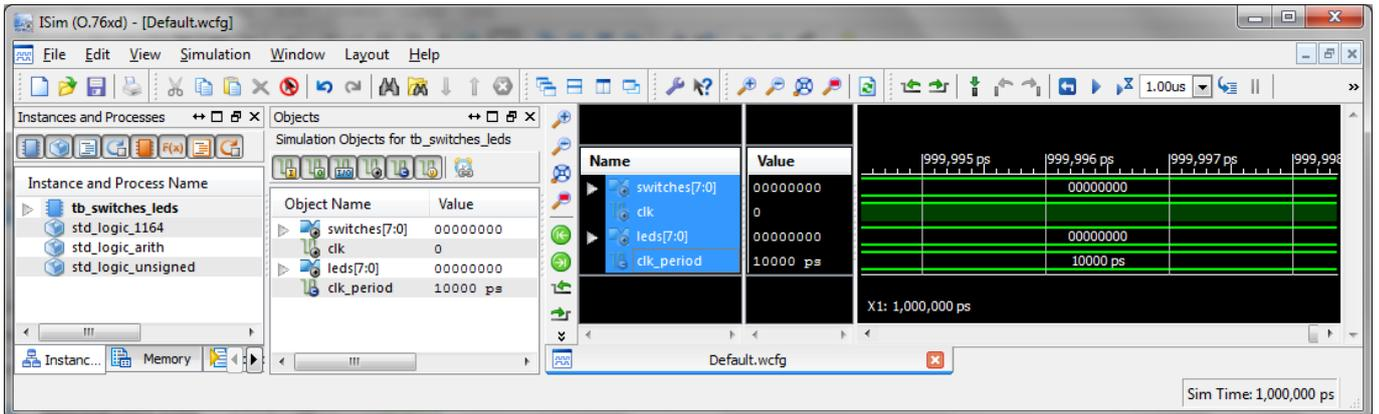 ISim (O.76xd) - [Default.wcfg]
File Edit View Simulation Window Layout Help
1.00us
Instances and Processes
F(x)
Instance and Process Name
tb_switches_leds
std_logic_1164
std_logic_arith
std_logic_unsigned
Instanc... Memory
Objects
Simulation Objects for tb_switches_leds
Object Name Value
switches[7:0] 00000000
clk 0
leds[7:0] 00000000
clk_period 10000 ps
Name Value
switches[7:0] 00000000
clk 0
leds[7:0] 00000000
clk_period 10000 ps
999,995 ps 999,996 ps 999,997 ps 999,998
00000000
00000000
10000 ps
X1: 1,000,000 ps
Default.wcfg
Sim Time: 1,000,000 ps